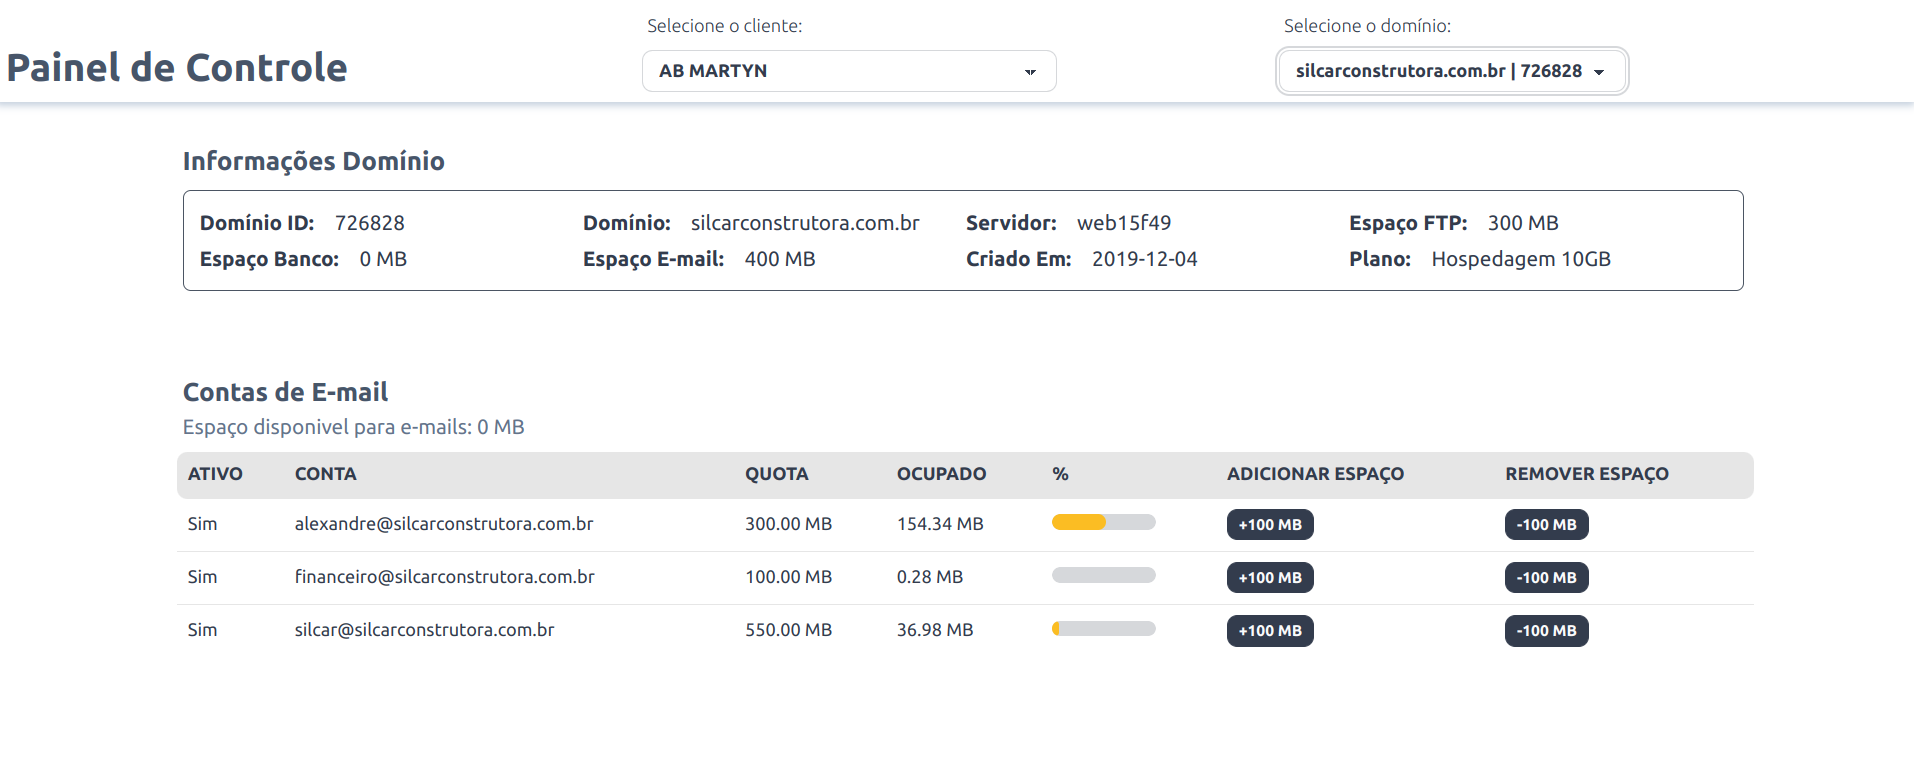 Selecione o cliente:
Selecione o domínio:
Painel de Controle
AB MARTYN
silcarconstrutora.com.br | 726828
Informações Domínio
Domínio ID: 726828 Domínio: silcarconstrutora.com.br Servidor: web15f49 Espaço FTP: 300 MB
Espaço Banco: 0 MB Espaço E-mail: 400 MB Criado Em: 2019-12-04 Plano: Hospedagem 10GB
Contas de E-mail
Espaço disponivel para e-mails: 0 MB
ATIVO CONTA QUOTA OCUPADO % ADICIONAR ESPAÇO REMOVER ESPAÇO
Sim alexandre@silcarconstrutora.com.br 300.00 MB 154.34 MB +100 MB -100 MB
Sim financeiro@silcarconstrutora.com.br 100.00 MB 0.28 MB +100 MB -100 MB
Sim silcar@silcarconstrutora.com.br 550.00 MB 36.98 MB +100 MB -100 MB